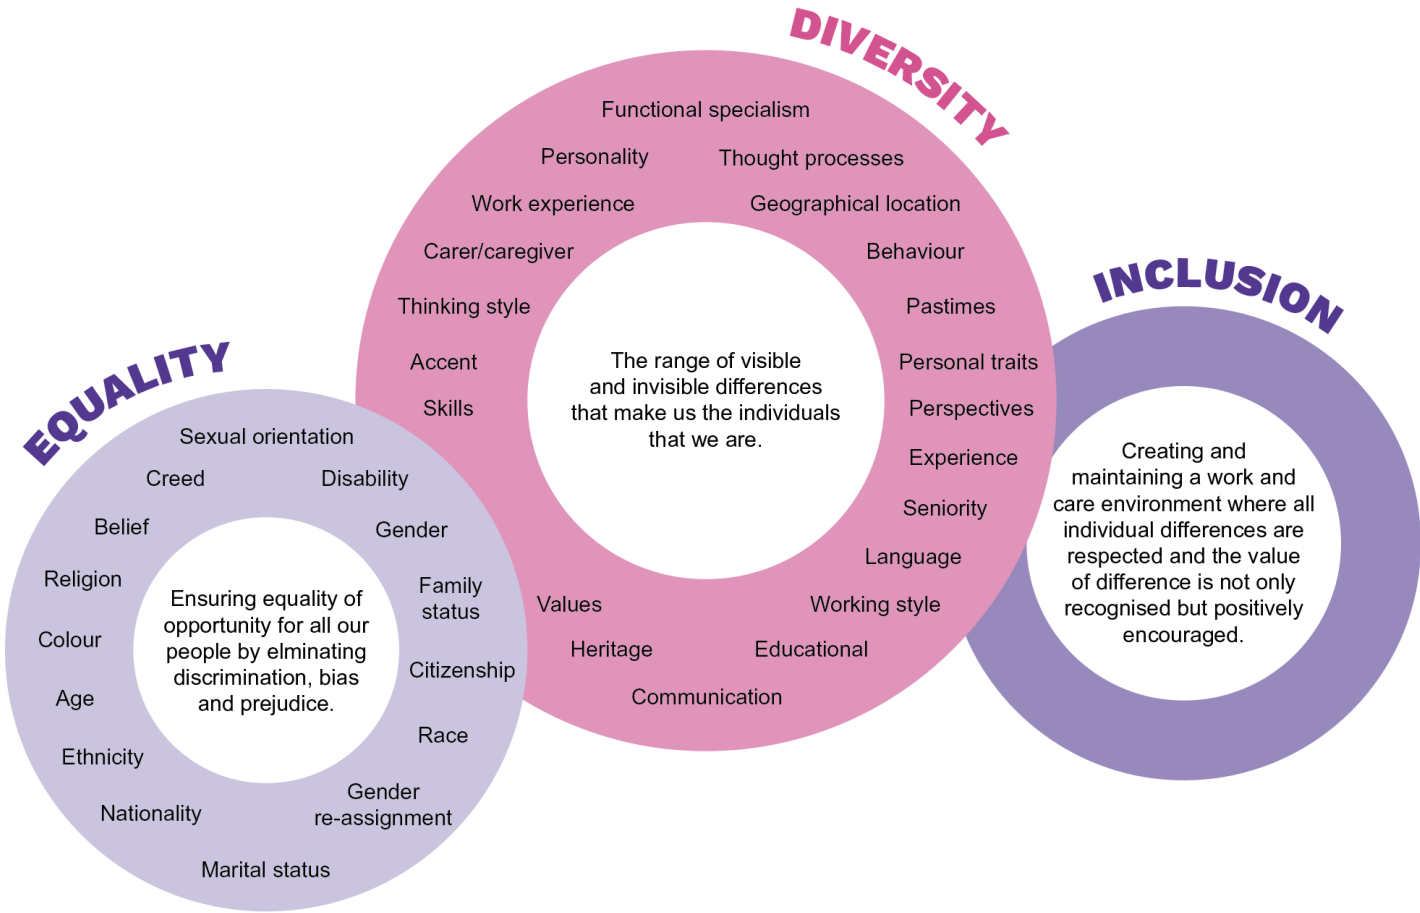 EQUALITY
Sexual orientation
Creed
Disability
Belief
Gender
Religion
Family
status
Colour
Citizenship
Age
Race
Ethnicity
Gender
re-assignment
Nationality
Marital status
Ensuring equality of
opportunity for all our
people by elminating
discrimination, bias
and prejudice.
DIVERSITY
Functional specialism
Personality
Thought processes
Work experience
Geographical location
Carer/caregiver
Behaviour
Thinking style
Pastimes
Accent
Personal traits
Skills
Perspectives
Experience
Seniority
Language
Values
Working style
Heritage
Educational
Communication
The range of visible
and invisible differences
that make us the individuals
that we are.
INCLUSION
Creating and
maintaining a work and
care environment where all
individual differences are
respected and the value
of difference is not only
recognised but positively
encouraged.